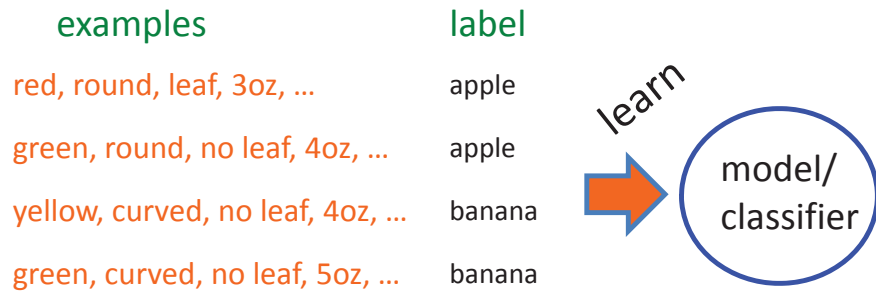 examples label
red, round, leaf, 3oz, ... apple
green, round, no leaf, 4oz, ... apple
yellow, curved, no leaf, 4oz, ... banana
green, curved, no leaf, 5oz, ... banana
learn
model/
classifier